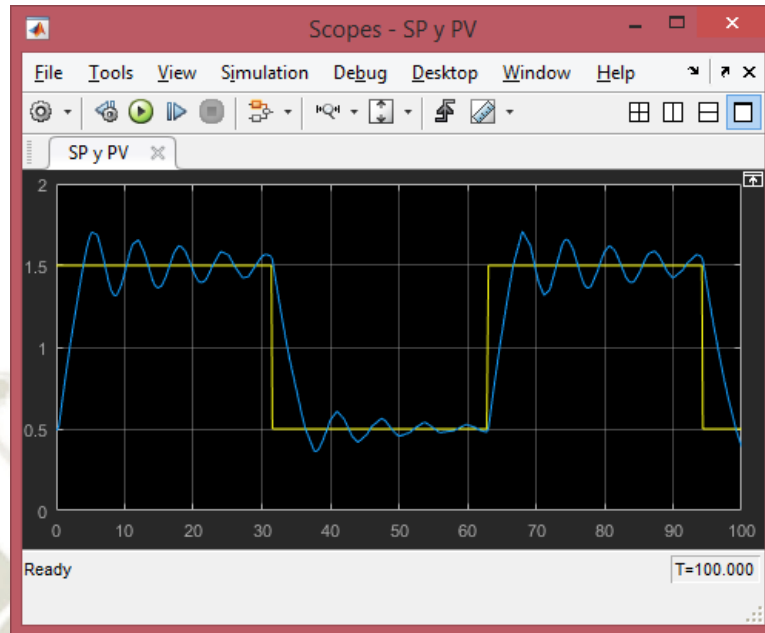 Scopes - SP y PV
File Tools View Simulation Debug Desktop Window Help
SP y PV
2
1.5
1
0.5
0
0 10 20 30 40 50 60 70 80 90 100
Ready T=100.000